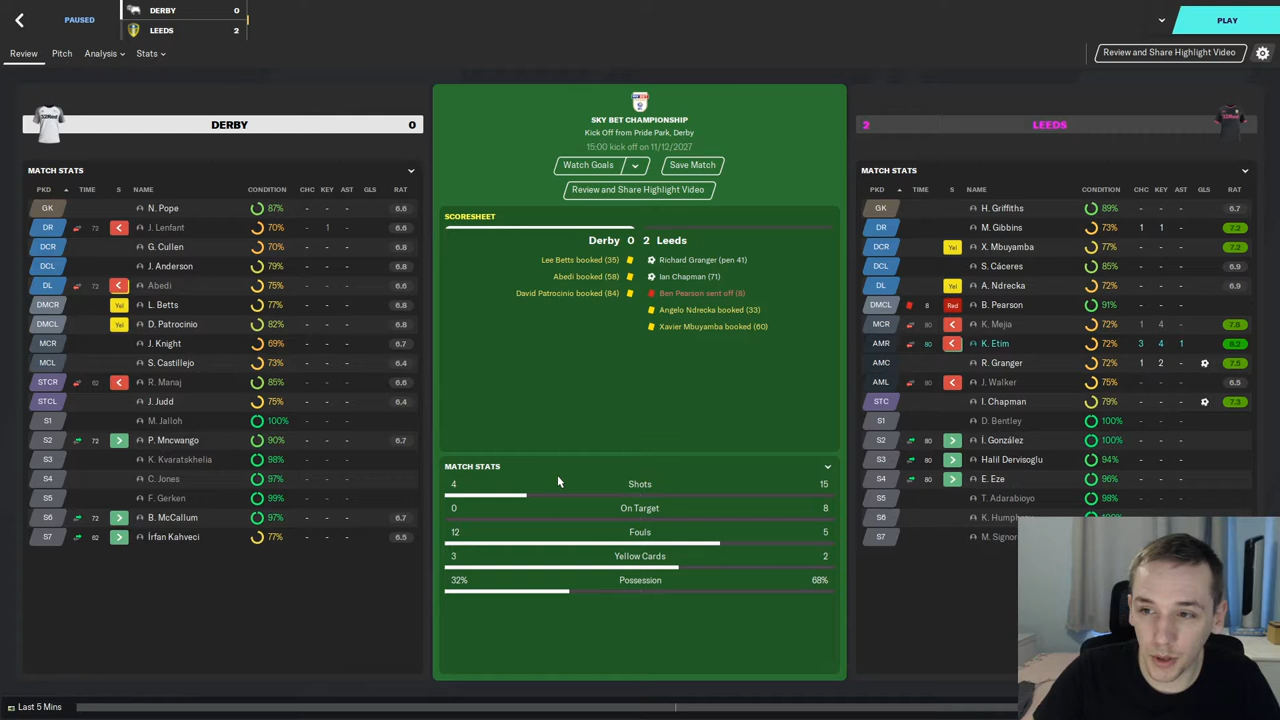 PAUSED
DERBY 0
LEEDS 2
PLAY
Review Pitch Analysis Stats
Review and Share Highlight Video
DERBY 0
MATCH STATS
PKD TIME S NAME CONDITION CHC KEY AST GLS RAT
GK N. Pope 87% - - - 6.6
DR 72 J. Lenfant 70% - 1 - - 6.6
DCR G. Cullen 70% - - - - 6.8
DCL J. Anderson 79% - - - - 6.8
DL 72 Abedi 75% - - - - 6.6
DMCR Yel L. Betts 77% - - - - 6.8
DMCL Yel D. Patrocinio 82% - - - - 6.8
MCR J. Knight 69% - - - - 6.7
MCL S. Castillejo 73% - - - - 6.4
STCR 62 R. Manaj 85% - - - - 6.6
STCL J. Judd 75% - - - - 6.4
S1 M. Jalloh 100% - - - -
S2 72 P. Mncwango 90% - - - - 6.7
S3 K. Kvaratskhelia 98% - - - -
S4 C. Jones 97% - - - -
S5 F. Gerken 99% - - - -
S6 72 B. McCallum 97% - - - - 6.7
S7 62 İrfan Kahveci 77% - - - - 6.5
SKY BET CHAMPIONSHIP
Kick Off from Pride Park, Derby
15:00 kick off on 11/12/2027
Watch Goals Save Match
Review and Share Highlight Video
SCORESHEET
Derby 0 2 Leeds
Lee Betts booked (35) Richard Granger (pen 41)
Abedi booked (58) Ian Chapman (71)
David Patrocinio booked (84) Ben Pearson sent off (8)
Angelo Ndrecka booked (33)
Xavier Mbuyamba booked (60)
MATCH STATS
4 Shots 15
0 On Target 8
12 Fouls 5
3 Yellow Cards 2
32% Possession 68%
2 LEEDS
MATCH STATS
PKD TIME S NAME CONDITION CHC KEY AST GLS RAT
GK H. Griffiths 89% - - - 6.7
DR M. Gibbins 73% 1 1 - - 7.2
DCR Yel X. Mbuyamba 77% - - - - 7.2
DCL S. Cáceres 85% - - - - 6.9
DL Yel A. Ndrecka 72% - - - - 6.9
DMCL 8 Red B. Pearson 91% - - - -
MCR 80 K. Mejia 72% 1 4 - - 7.8
AMR 80 K. Etim 72% 3 4 1 - 8.2
AMC R. Granger 72% 1 2 - 7.5
AML 80 J. Walker 75% - - - - 6.5
STC I. Chapman 79% - - - 7.3
S1 D. Bentley 100% - - - -
S2 80 İ. González 100% - - - -
S3 80 Halil Dervisoglu 94% - - - -
S4 80 E. Eze 96% - - - -
S5 T. Adarabioyo 98% - - - -
S6
S7
Last 5 Mins